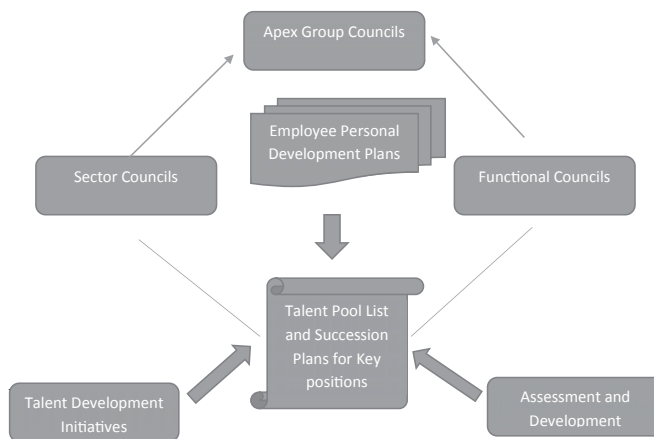 Apex Group Councils
Employee Personal
Development Plans
Sector Councils
Functional Councils
Talent Pool List
and Succession
Plans for Key
positions
Talent Development
Initiatives
Assessment and
Development